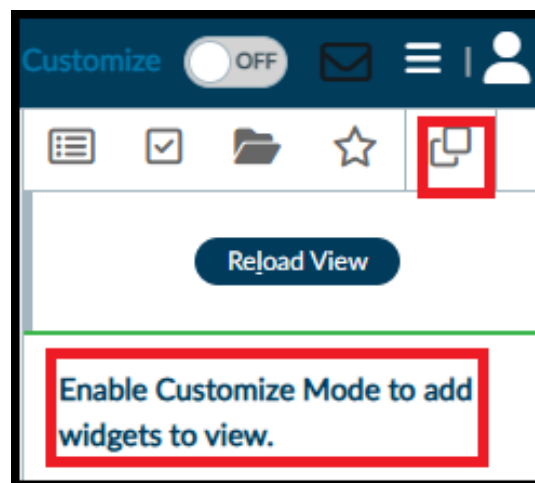 Customize OFF |
Reload View
Enable Customize Mode to add
widgets to view.